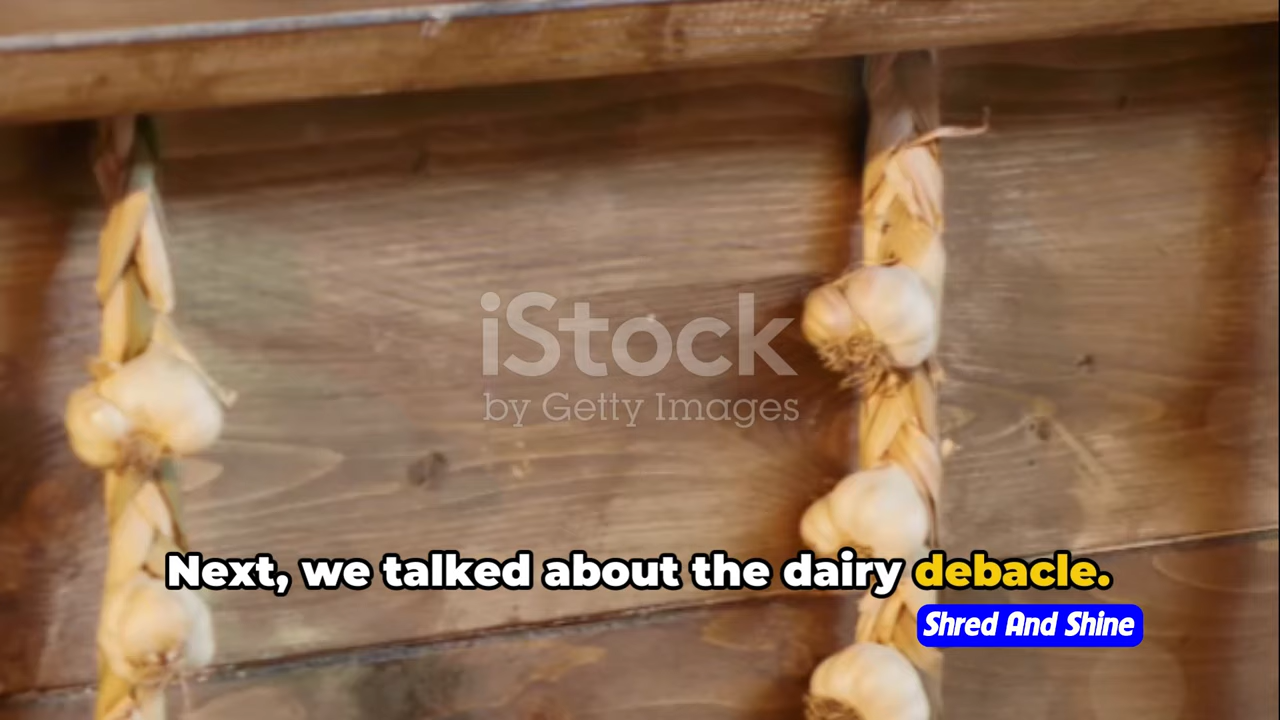 iStock
by Getty Images
Next, we talked about the dairy debacle.
Shred And Shine